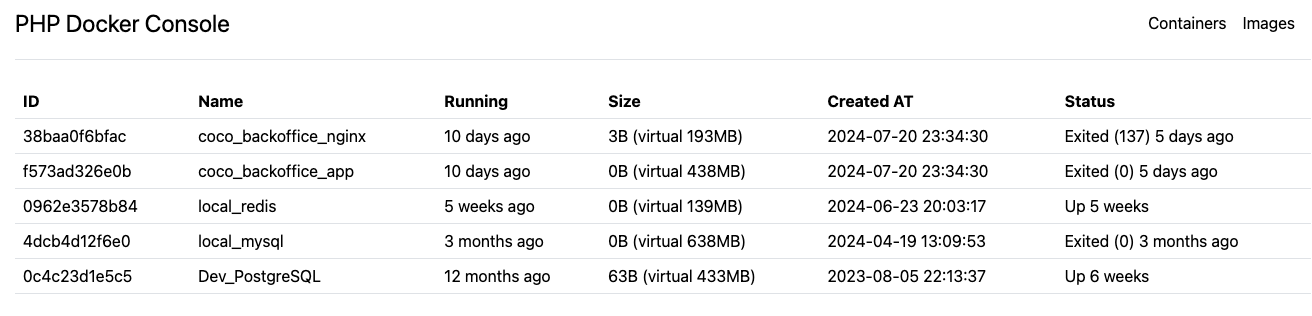 PHP Docker Console Containers Images
ID Name Running Size Created AT Status
38baa0f6bfac coco_backoffice_nginx 10 days ago 3B (virtual 193MB) 2024-07-20 23:34:30 Exited (137) 5 days ago
f573ad326e0b coco_backoffice_app 10 days ago 0B (virtual 438MB) 2024-07-20 23:34:30 Exited (0) 5 days ago
0962e3578b84 local_redis 5 weeks ago 0B (virtual 139MB) 2024-06-23 20:03:17 Up 5 weeks
4dcb4d12f6e0 local_mysql 3 months ago 0B (virtual 638MB) 2024-04-19 13:09:53 Exited (0) 3 months ago
0c4c23d1e5c5 Dev_PostgreSQL 12 months ago 63B (virtual 433MB) 2023-08-05 22:13:37 Up 6 weeks